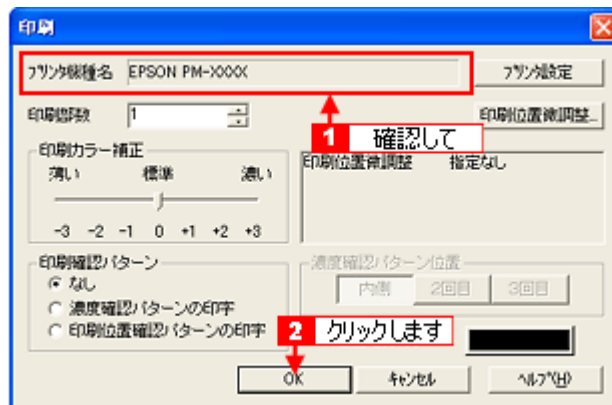 印刷
プリンタ機種名 EPSON PM-XXXX プリンタ設定
印刷部数 1 印刷位置微調整...
1 確認して
印刷カラー補正
薄い 標準 濃い
-3 -2 -1 0 +1 +2 +3
印刷位置微調整 指定なし
印刷確認パターン
なし
濃度確認パターンの印字
印刷位置確認パターンの印字
濃度確認パターン位置
内側 2回目 3回目
2 クリックします
OK キャンセル ヘルプ(H)